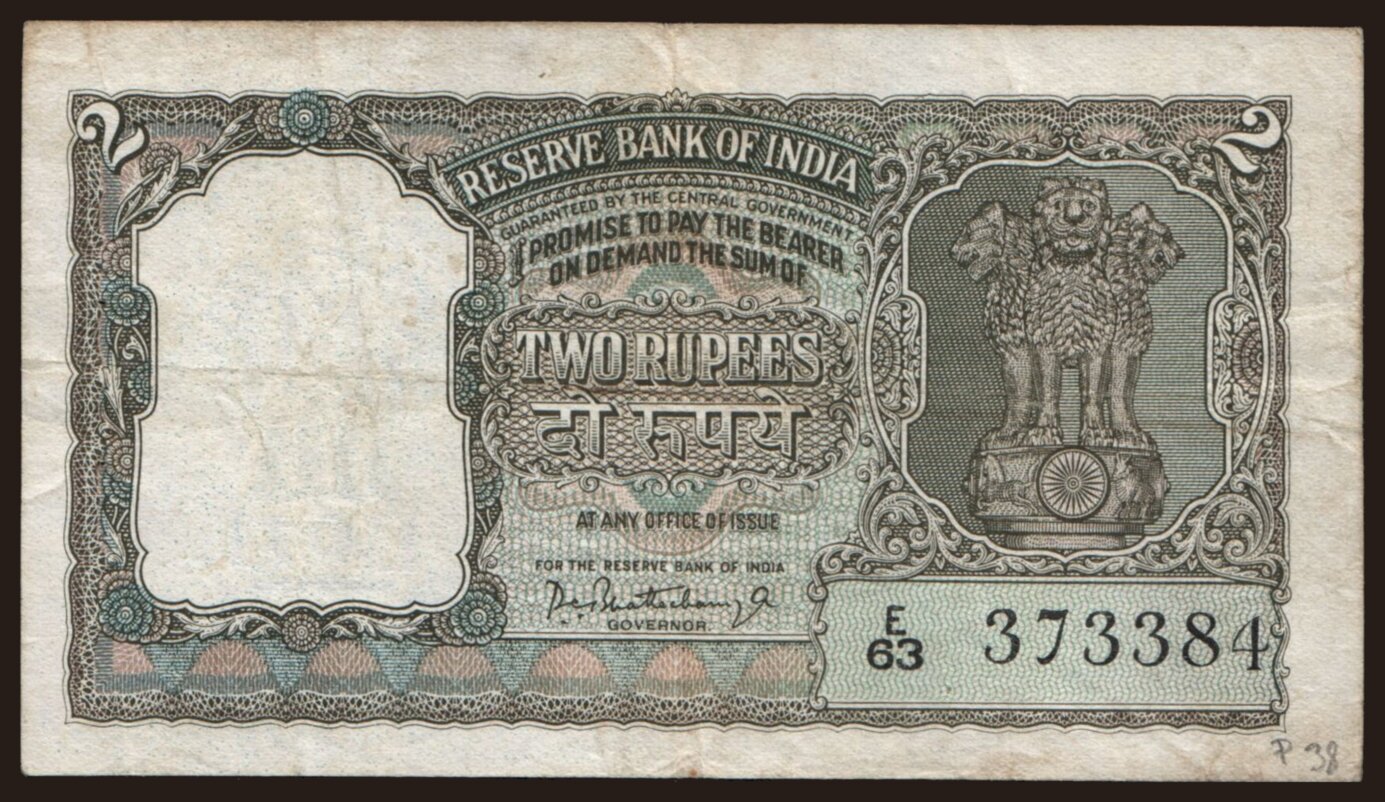 2 2
RESERVE BANK OF INDIA
GUARANTEED BY THE CENTRAL GOVERNMENT
I PROMISE TO PAY THE BEARER
ON DEMAND THE SUM OF
TWO RUPEES
दो रुपये
AT ANY OFFICE OF ISSUE
FOR THE RESERVE BANK OF INDIA
P.C. Bhattacharyya
GOVERNOR.
E
63 373384
P 38